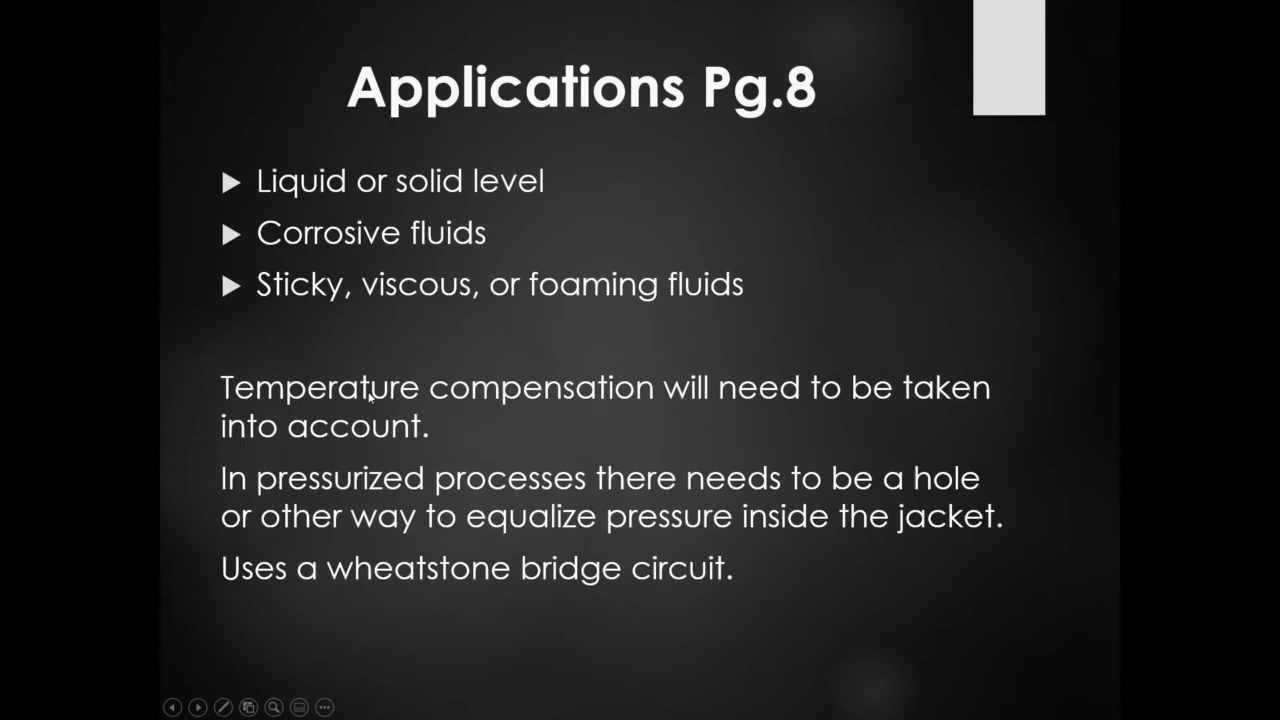 Applications Pg.8
Liquid or solid level
Corrosive fluids
Sticky, viscous, or foaming fluids
Temperature compensation will need to be taken
into account.
In pressurized processes there needs to be a hole
or other way to equalize pressure inside the jacket.
Uses a wheatstone bridge circuit.